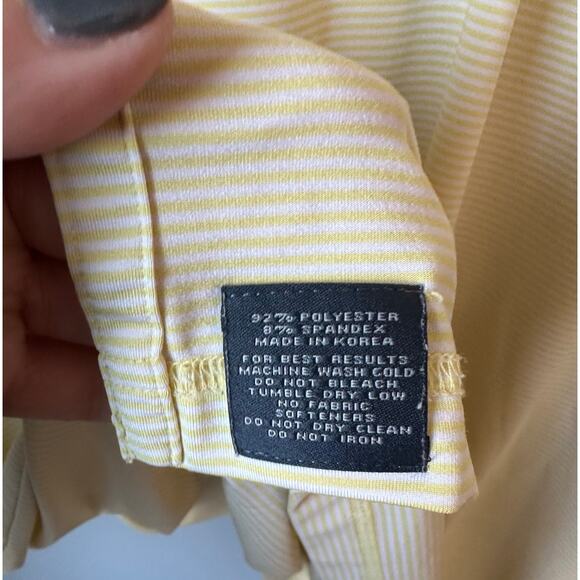 92% POLYESTER
8% SPANDEX
MADE IN KOREA
FOR BEST RESULTS
MACHINE WASH COLD
DO NOT BLEACH
TUMBLE DRY LOW
NO FABRIC
SOFTENERS
DO NOT DRY CLEAN
DO NOT IRON